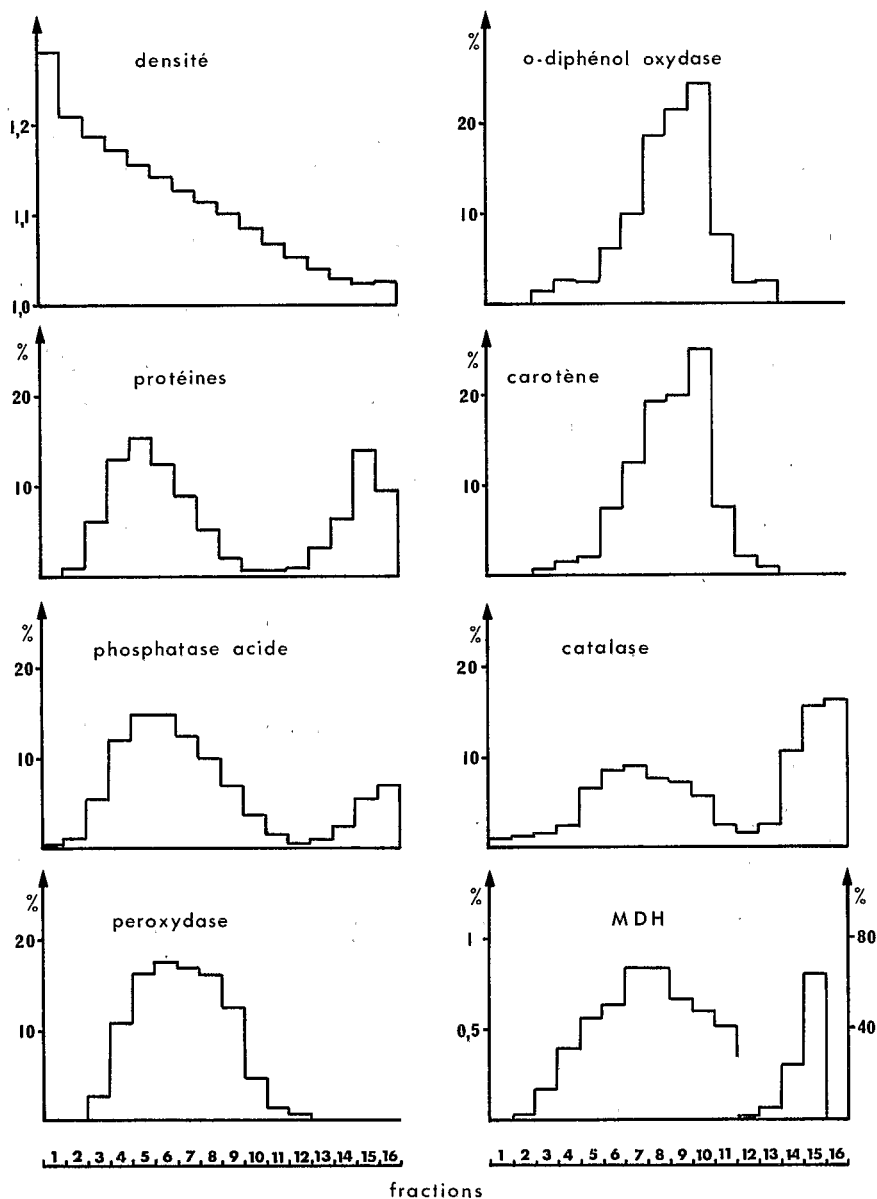 densité
1,2
1,1
1,0
%
o-diphénol oxydase
20
10
%
protéines
20
10
%
carotène
20
10
%
phosphatase acide
20
10
%
catalase
20
10
%
peroxydase
20
10
%
MDH
%
1
0,5
80
40
1 2 3 4 5 6 7 8 9 10 11 12 13 14 15 16
1 2 3 4 5 6 7 8 9 10 11 12 13 14 15 16
fractions